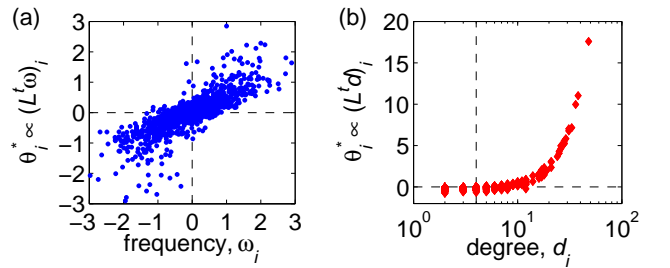 (a)
3
2
1
0
−1
−2
−3
−3 −2 −1 0 1 2 3
θ*i ∝ (L^t ω)i
frequency, ωi
(b)
20
15
10
5
0
10^0 10^1 10^2
θ*i ∝ (L^t d)i
degree, di